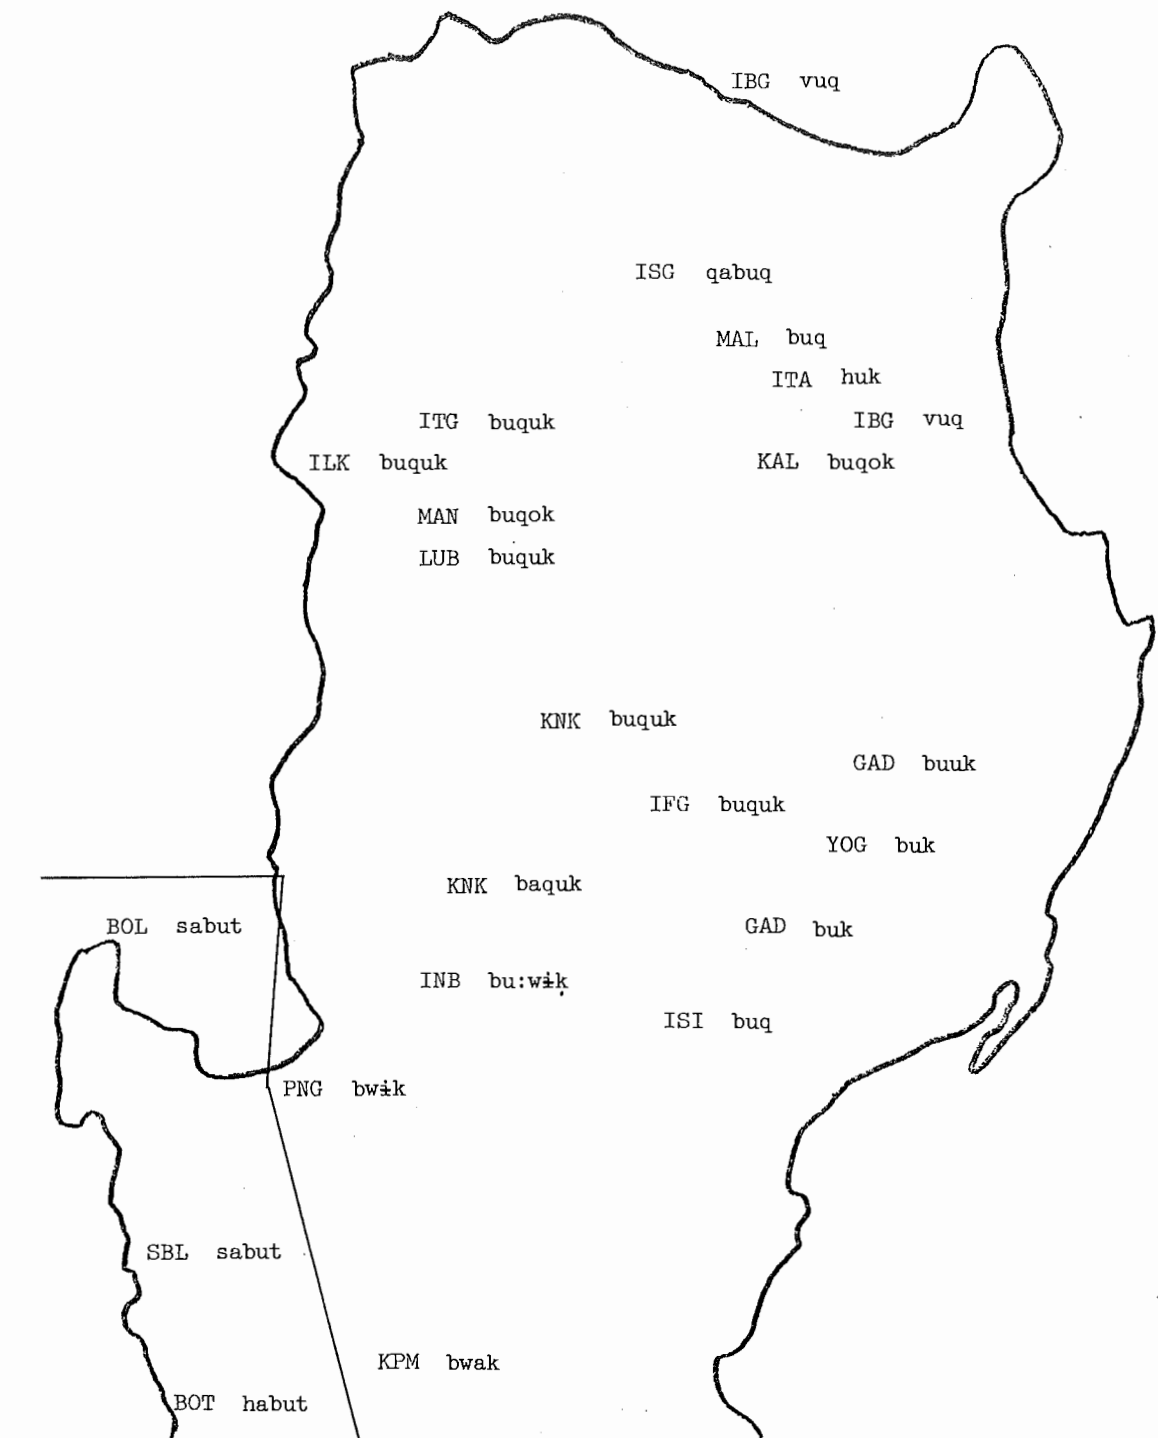 IBG vuq
ISG qabuq
MAL buq
ITA huk
ITG buquk
IBG vuq
ILK buquk
KAL buqok
MAN buqok
LUB buquk
KNK buquk
GAD buuk
IFG buquk
YOG buk
KNK baquk
BOL sabut
GAD buk
INB bu:wɨḳ
ISI buq
PNG bwɨk
SBL sabut
KPM bwak
BOT habut